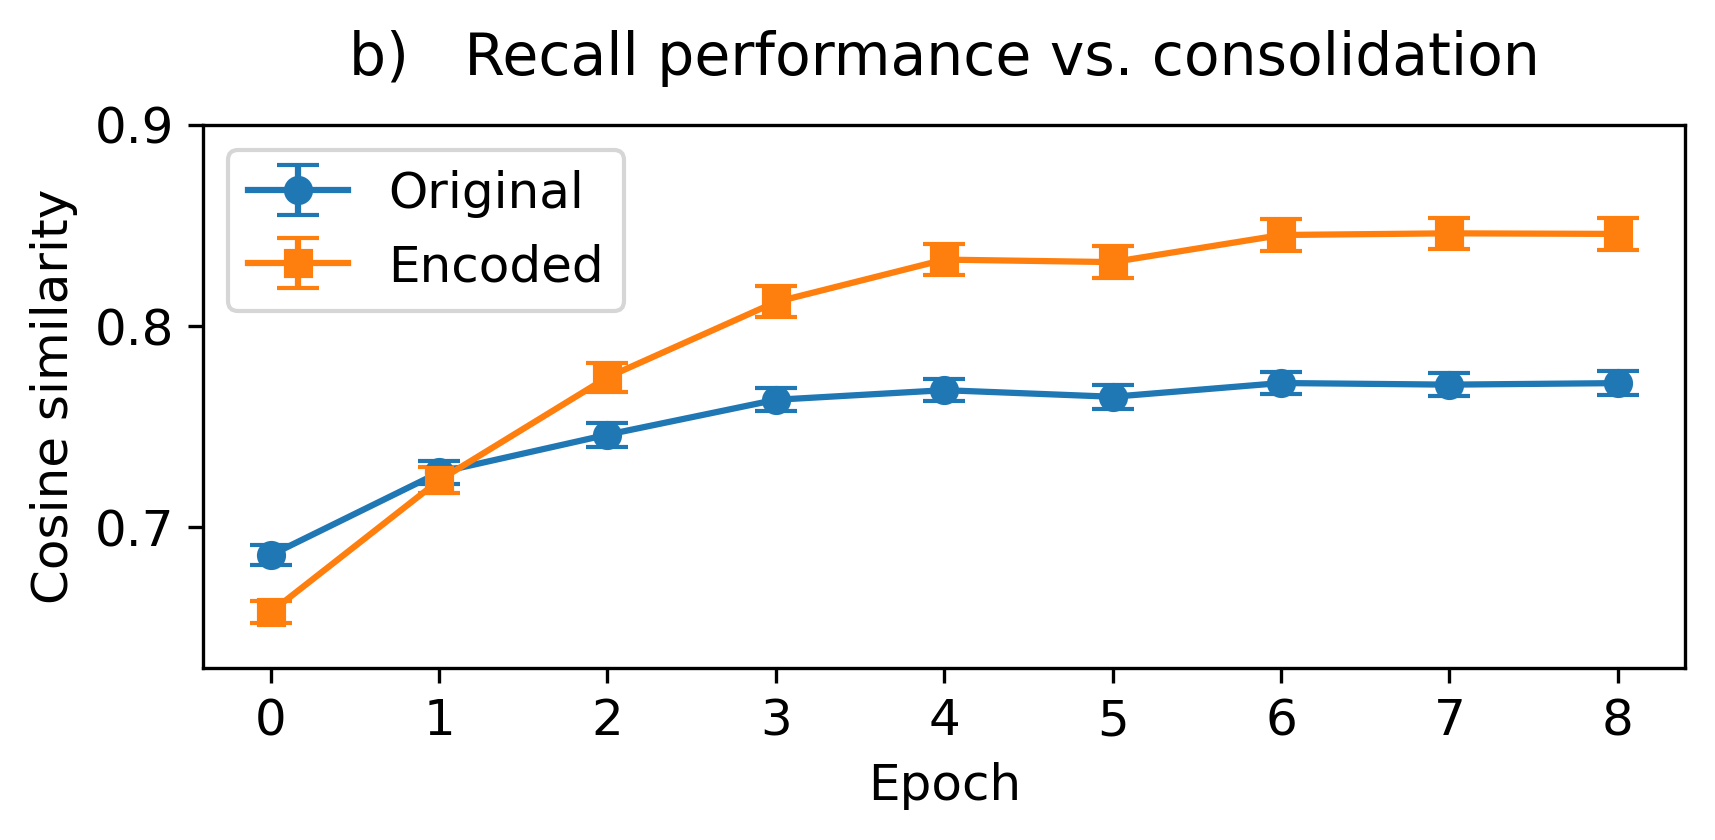 b) Recall performance vs. consolidation
0.9
0.8
0.7
Cosine similarity
Original
Encoded
0 1 2 3 4 5 6 7 8
Epoch